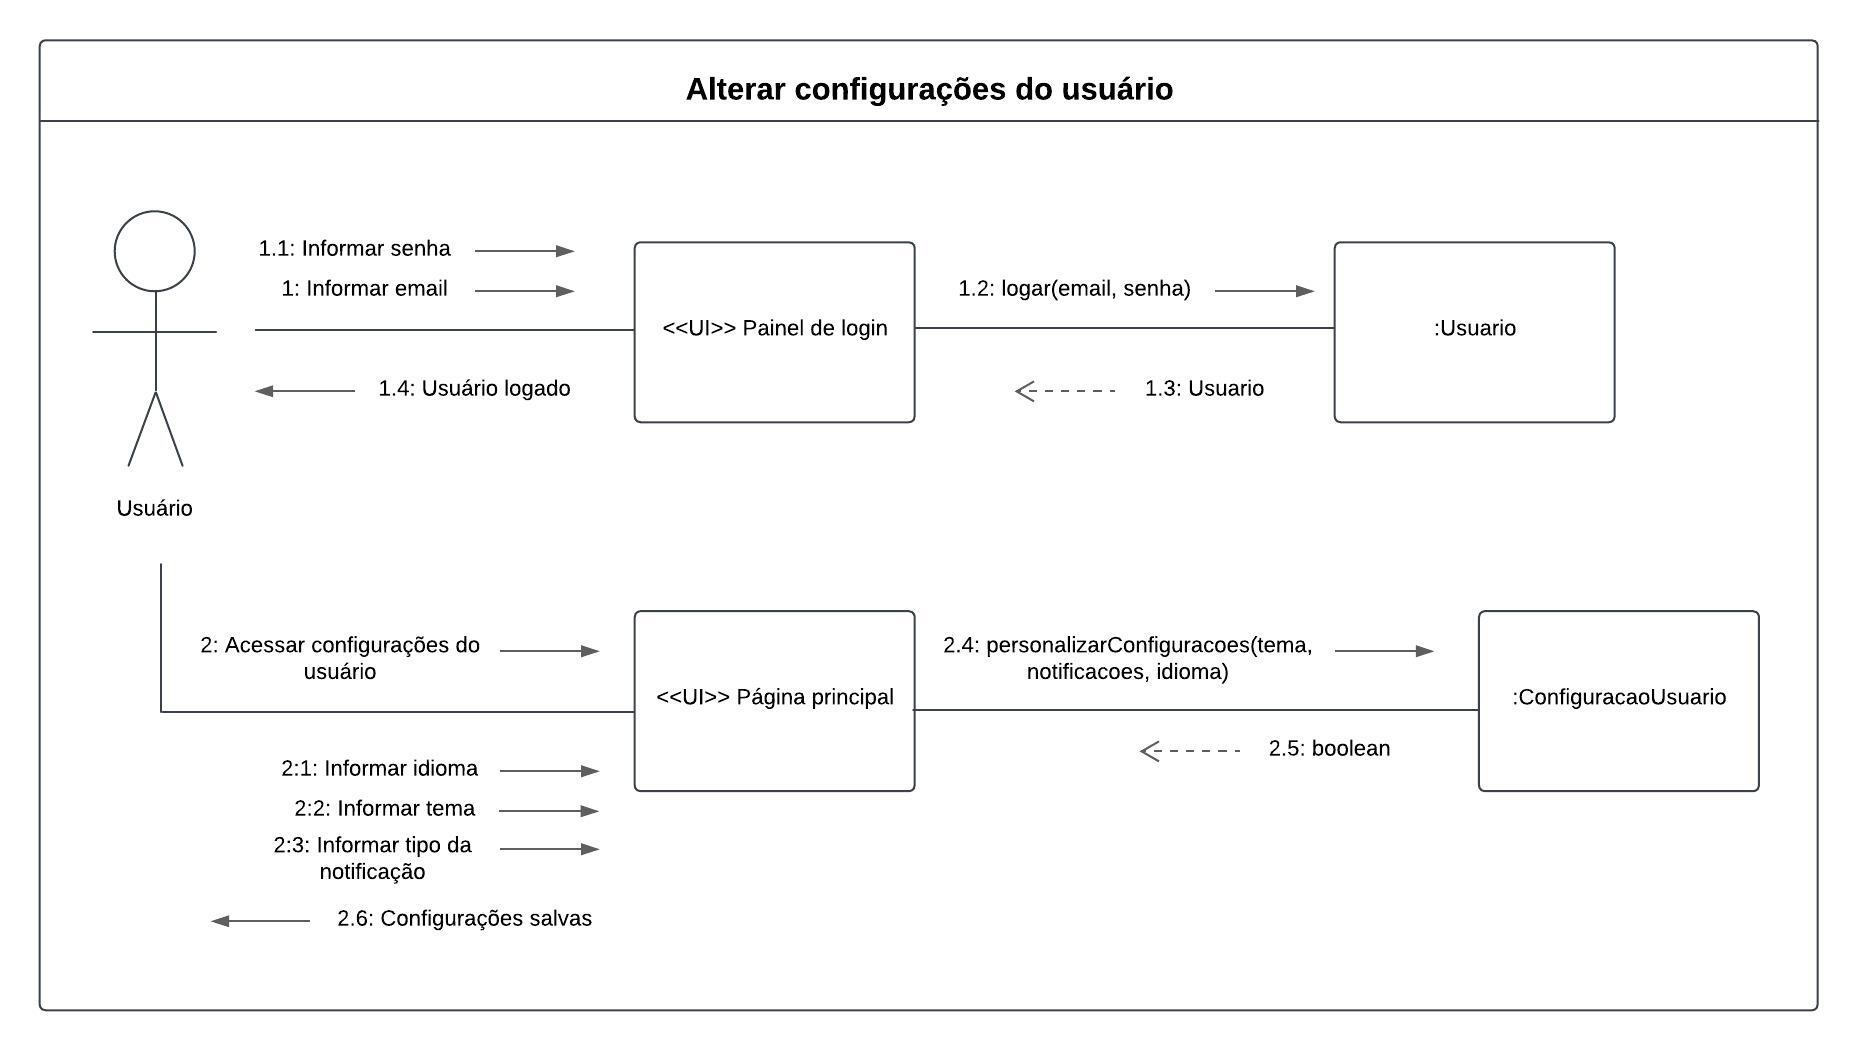 Alterar configurações do usuário
1.1: Informar senha
1: Informar email
1.2: logar(email, senha)
<<UI>> Painel de login
:Usuario
1.4: Usuário logado
1.3: Usuario
Usuário
2: Acessar configurações do
usuário
2.4: personalizarConfiguracoes(tema,
notificacoes, idioma)
<<UI>> Página principal
:ConfiguracaoUsuario
2.5: boolean
2:1: Informar idioma
2:2: Informar tema
2:3: Informar tipo da
notificação
2.6: Configurações salvas